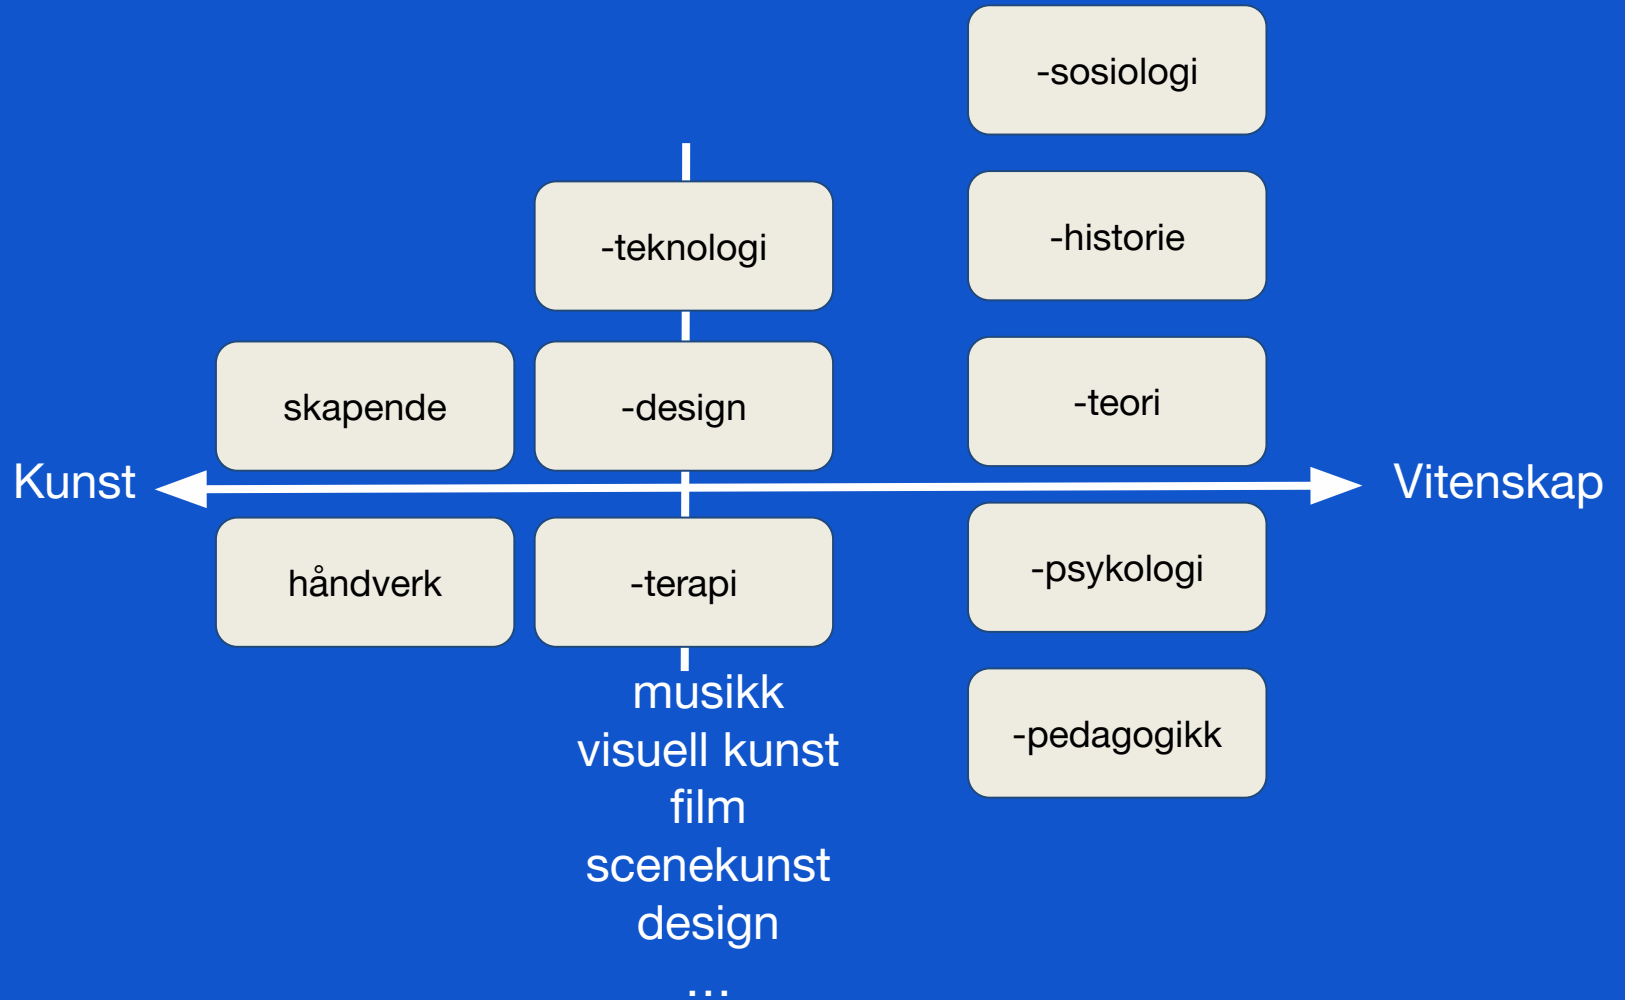 -sosiologi
-teknologi
-historie
skapende
-design
-teori
Kunst
Vitenskap
håndverk
-terapi
-psykologi
musikk
visuell kunst
film
scenekunst
design
...
-pedagogikk